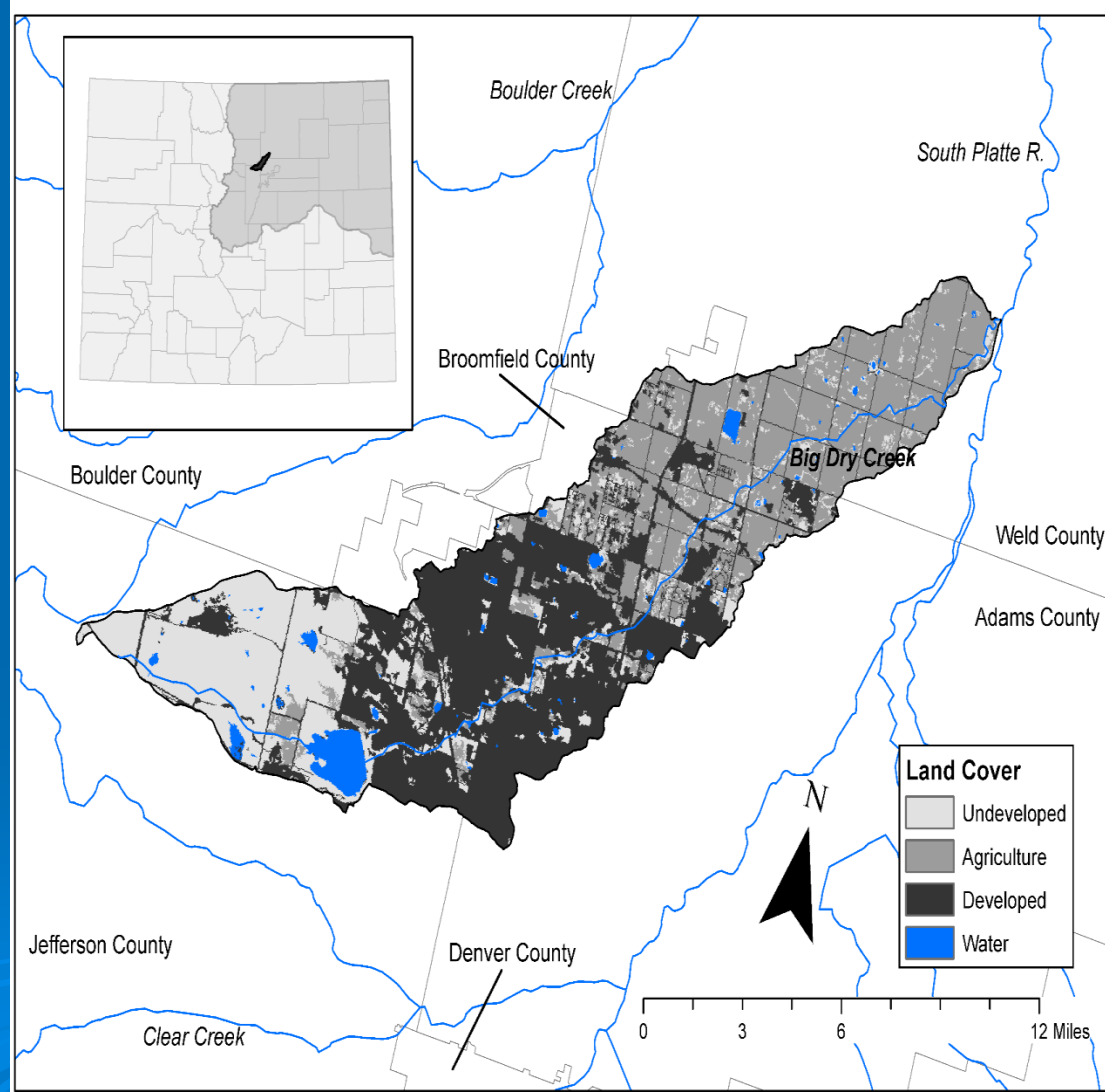 Boulder Creek
South Platte R.
Broomfield County
Boulder County
Big Dry Creek
Weld County
Adams County
Land Cover
Undeveloped
Agriculture
Developed
Water
N
Jefferson County
Denver County
Clear Creek
0 3 6 12 Miles